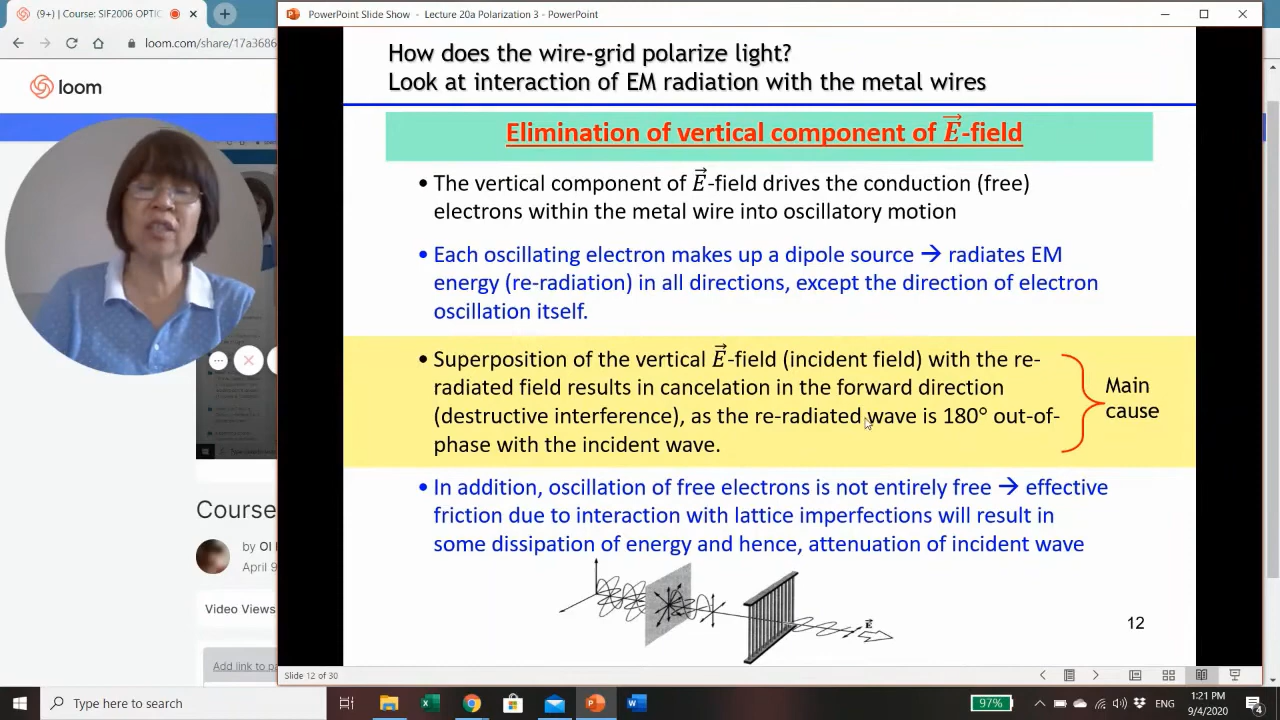 (9+) | Course: SIF2006 OPTIC
loom.com/share/17a3686
loom
Course
by OI
April 9
Video Views
Add link to p
PowerPoint Slide Show - Lecture 20a Polarization 3 - PowerPoint
How does the wire-grid polarize light?
Look at interaction of EM radiation with the metal wires
Elimination of vertical component of E⃗-field
• The vertical component of E⃗-field drives the conduction (free)
electrons within the metal wire into oscillatory motion
• Each oscillating electron makes up a dipole source → radiates EM
energy (re-radiation) in all directions, except the direction of electron
oscillation itself.
• Superposition of the vertical E⃗-field (incident field) with the re-
radiated field results in cancelation in the forward direction
(destructive interference), as the re-radiated wave is 180° out-of-
phase with the incident wave.
Main
cause
• In addition, oscillation of free electrons is not entirely free → effective
friction due to interaction with lattice imperfections will result in
some dissipation of energy and hence, attenuation of incident wave
E⃗
12
Slide 12 of 30
Type here to search
97%
ENG
1:21 PM
9/4/2020
4